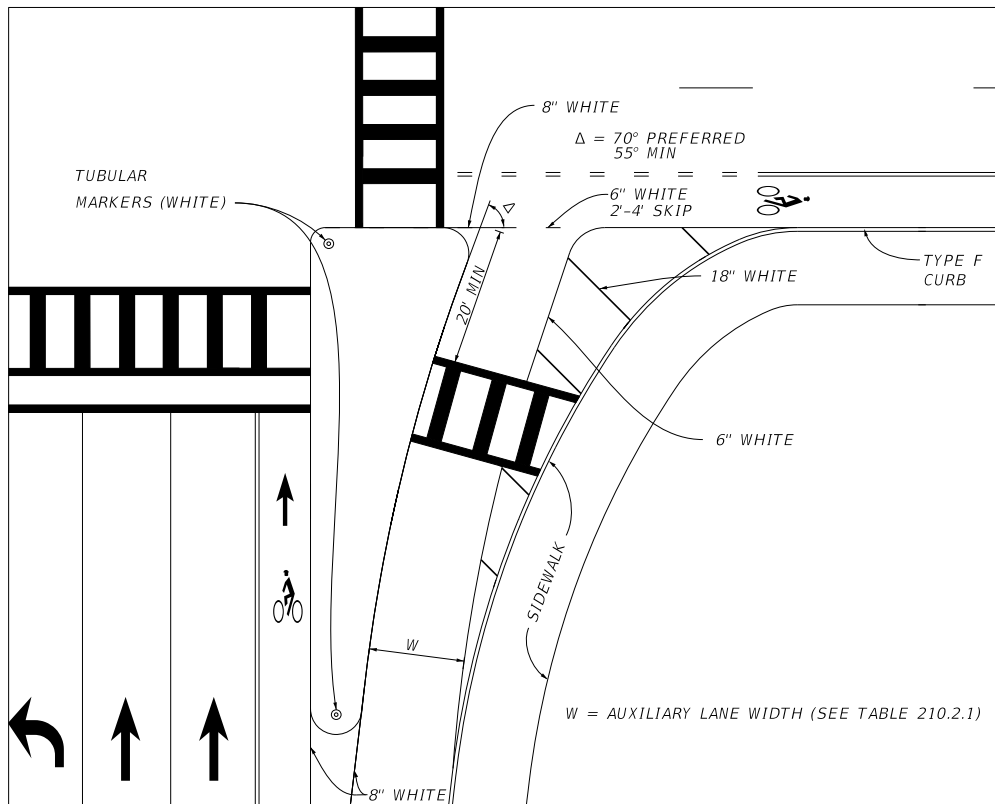 8" WHITE
Δ = 70° PREFERRED
55° MIN
TUBULAR
MARKERS (WHITE)
6" WHITE
2'-4' SKIP
Δ
TYPE F
CURB
18" WHITE
20' MIN
6" WHITE
SIDEWALK
W
W = AUXILIARY LANE WIDTH (SEE TABLE 210.2.1)
8" WHITE